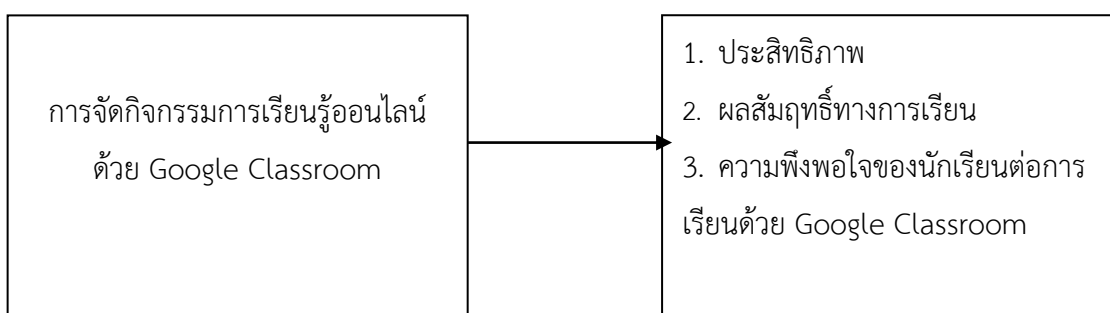 การจัดกิจกรรมการเรียนรู้ออนไลน์
ด้วย Google Classroom
1. ประสิทธิภาพ
2. ผลสัมฤทธิ์ทางการเรียน
3. ความพึงพอใจของนักเรียนต่อการ
เรียนด้วย Google Classroom